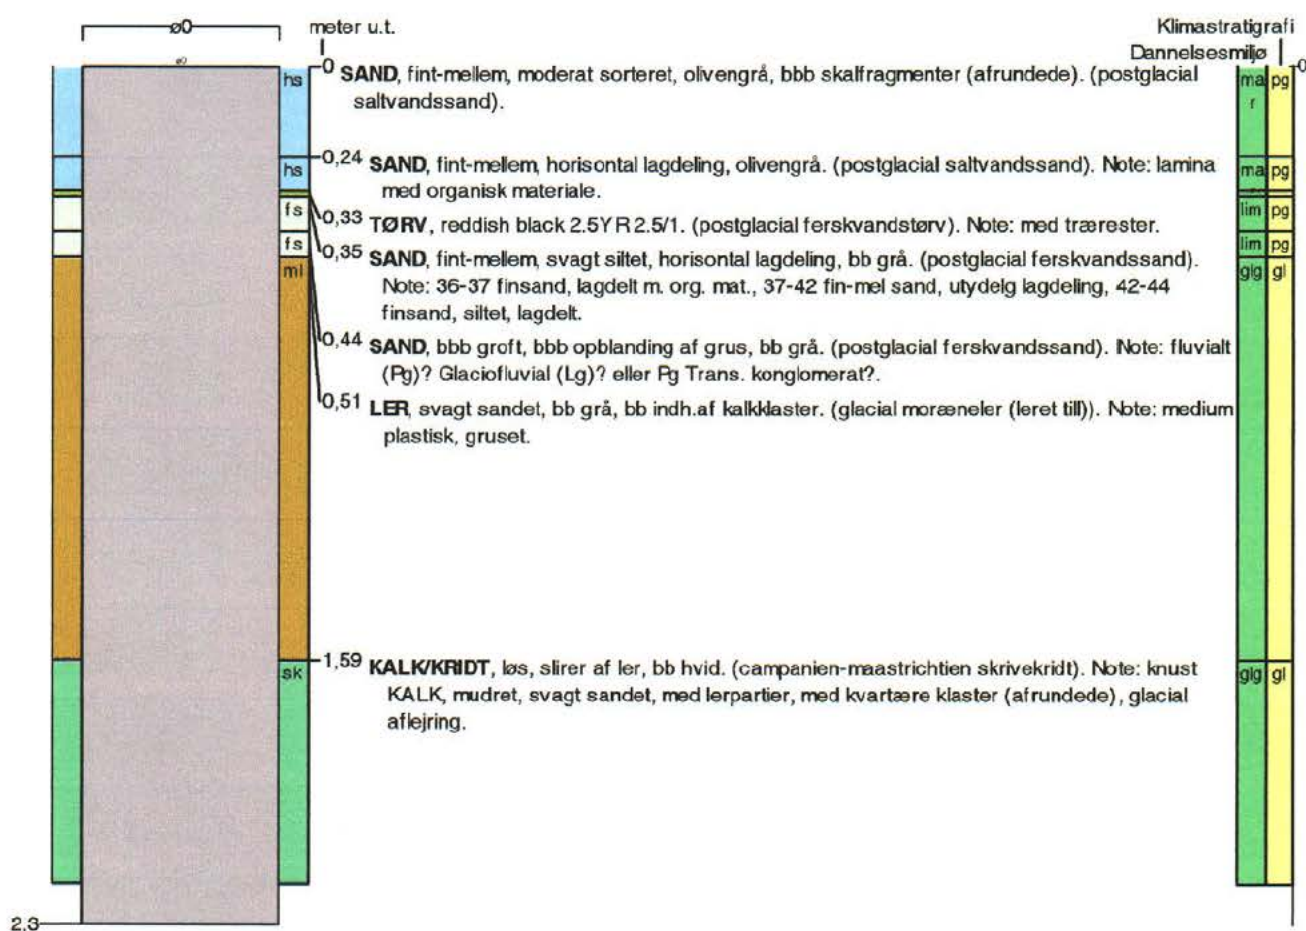 ø0 meter u.t. Klimastratigrafi
Dannelsesmiljø
ø0
0 SAND, fint-mellem, moderat sorteret, olivengrå, bbb skalfragmenter (afrundede). (postglacial 0
hs saltvandssand). mar pg
0,24 SAND, fint-mellem, horisontal lagdeling, olivengrå. (postglacial saltvandssand). Note: lamina
hs med organisk materiale. ma pg
fs 0,33 TØRV, reddish black 2.5YR 2.5/1. (postglacial ferskvandstørv). Note: med trærester. lim pg
fs 0,35 SAND, fint-mellem, svagt siltet, horisontal lagdeling, bb grå. (postglacial ferskvandssand). lim pg
ml Note: 36-37 finsand, lagdelt m. org. mat., 37-42 fin-mel sand, utydelg lagdeling, 42-44 glg gl
finsand, siltet, lagdelt.
0,44 SAND, bbb groft, bbb opblanding af grus, bb grå. (postglacial ferskvandssand). Note: fluvialt
(Pg)? Glaciofluvial (Lg)? eller Pg Trans. konglomerat?.
0,51 LER, svagt sandet, bb grå, bb indh.af kalkklaster. (glacial moræneler (leret till)). Note: medium
plastisk, gruset.
1,59 KALK/KRIDT, løs, slirer af ler, bb hvid. (campanien-maastrichtien skrivekridt). Note: knust
sk KALK, mudret, svagt sandet, med lerpartier, med kvartære klaster (afrundede), glacial glg gl
aflejring.
2.3